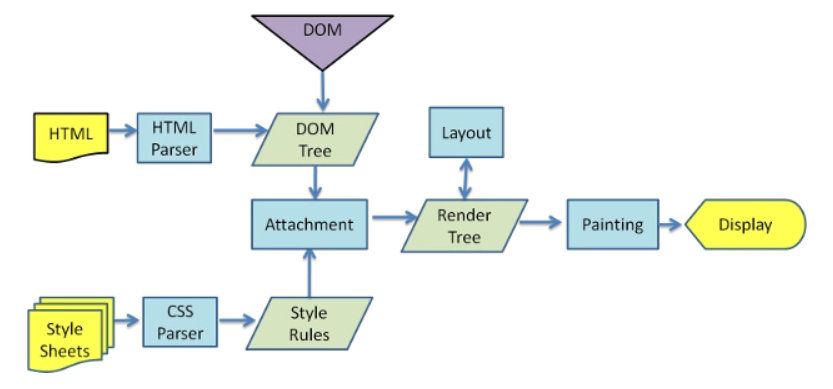 DOM
HTML
HTML
Parser
DOM
Tree
Layout
Attachment
Render
Tree
Painting
Display
Style
Sheets
CSS
Parser
Style
Rules